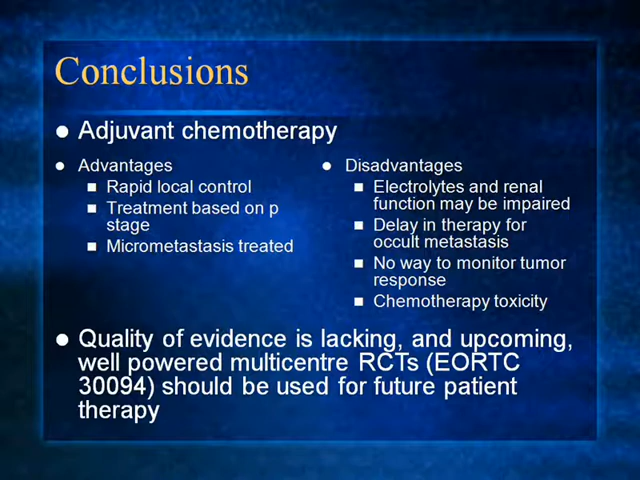 Conclusions
Adjuvant chemotherapy
Advantages
Rapid local control
Treatment based on p
stage
Micrometastasis treated
Disadvantages
Electrolytes and renal
function may be impaired
Delay in therapy for
occult metastasis
No way to monitor tumor
response
Chemotherapy toxicity
Quality of evidence is lacking, and upcoming,
well powered multicentre RCTs (EORTC
30094) should be used for future patient
therapy